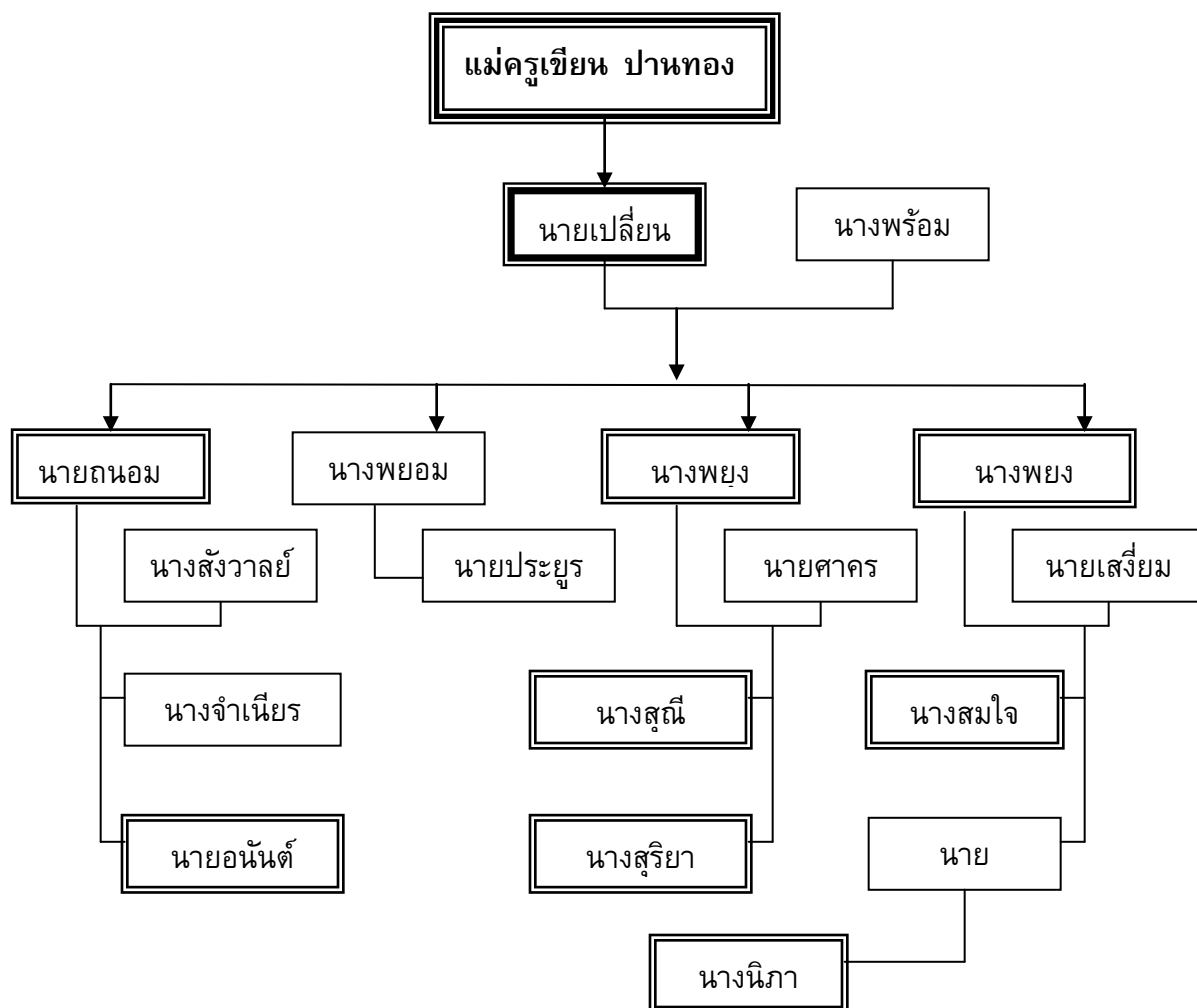 แม่ครูเขียน ปานทอง
นายเปลี่ยน
นางพร้อม
นายถนอม
นางพยอม
นางพยุง
นางพยง
นางสังวาลย์
นายประยูร
นายศาคร
นายเสงี่ยม
นางจำเนียร
นางสุณี
นางสมใจ
นายอนันต์
นางสุริยา
นาย
นางนิภา